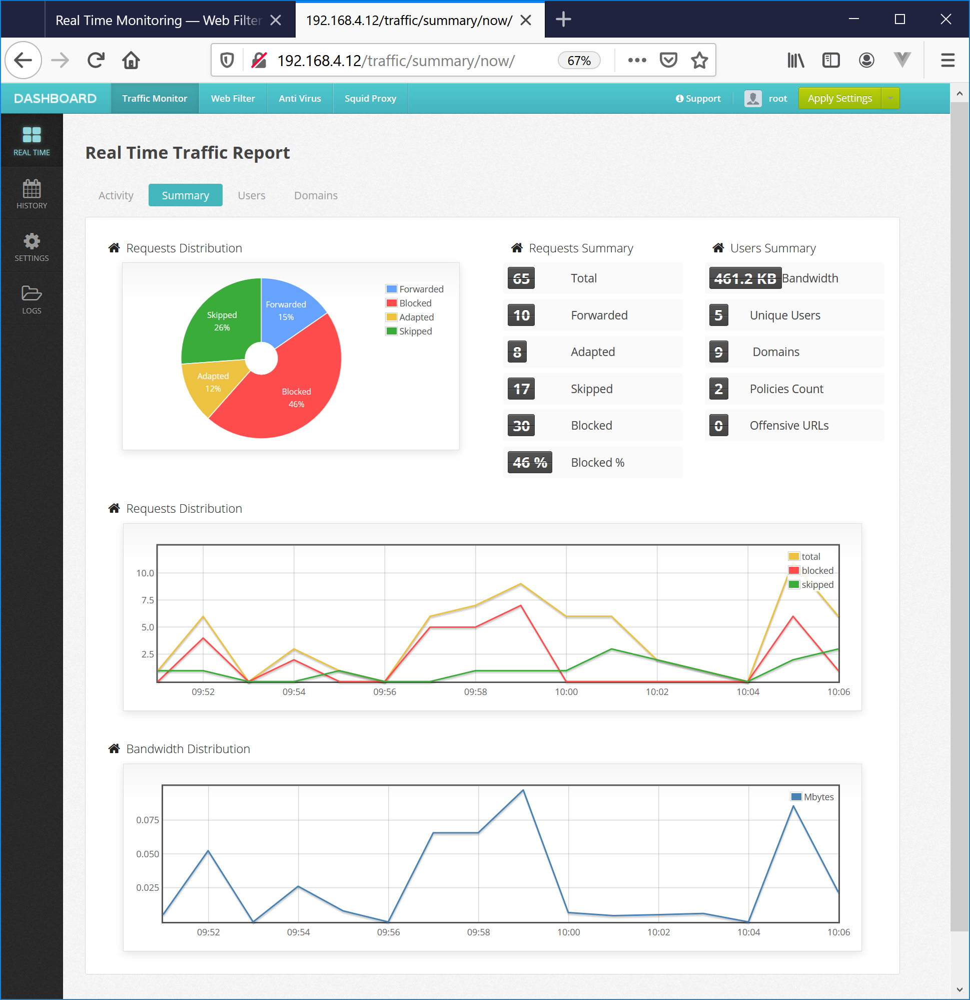 Real Time Monitoring — Web Filter
192.168.4.12/traffic/summary/now/
192.168.4.12/traffic/summary/now/
67%
DASHBOARD
Traffic Monitor
Web Filter
Anti Virus
Squid Proxy
Support
root
Apply Settings
REAL TIME
HISTORY
SETTINGS
LOGS
Real Time Traffic Report
Activity
Summary
Users
Domains
Requests Distribution
Forwarded
15%
Skipped
26%
Adapted
12%
Blocked
46%
Forwarded
Blocked
Adapted
Skipped
Requests Summary
65 Total
10 Forwarded
8 Adapted
17 Skipped
30 Blocked
46 % Blocked %
Users Summary
461.2 KB Bandwidth
5 Unique Users
9 Domains
2 Policies Count
0 Offensive URLs
Requests Distribution
total
blocked
skipped
10.0
7.5
5.0
2.5
09:52 09:54 09:56 09:58 10:00 10:02 10:04 10:06
Bandwidth Distribution
Mbytes
0.075
0.050
0.025
09:52 09:54 09:56 09:58 10:00 10:02 10:04 10:06